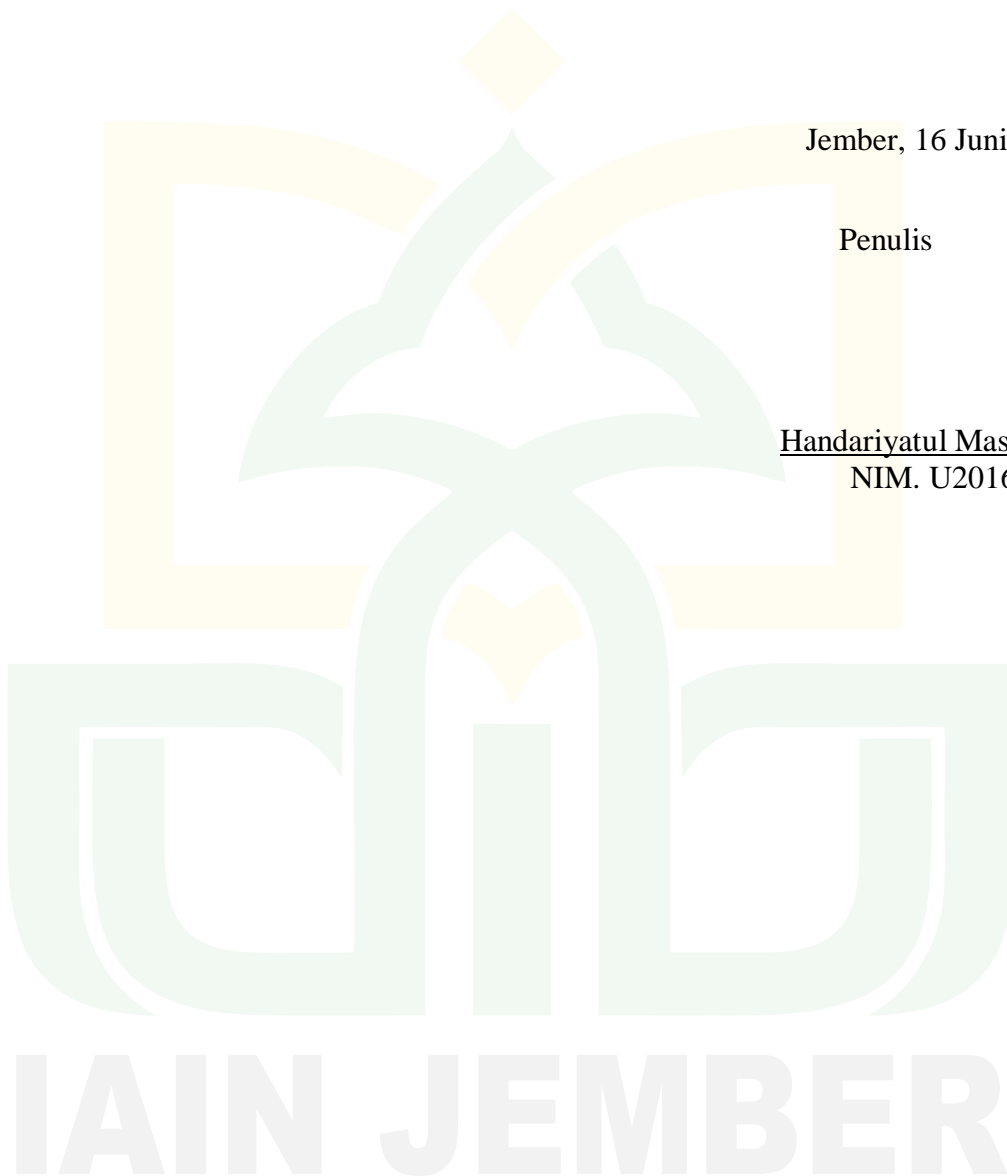 Jember, 16 Juni
Penulis
Handariyatul Mas
NIM. U2016
IAIN JEMBER